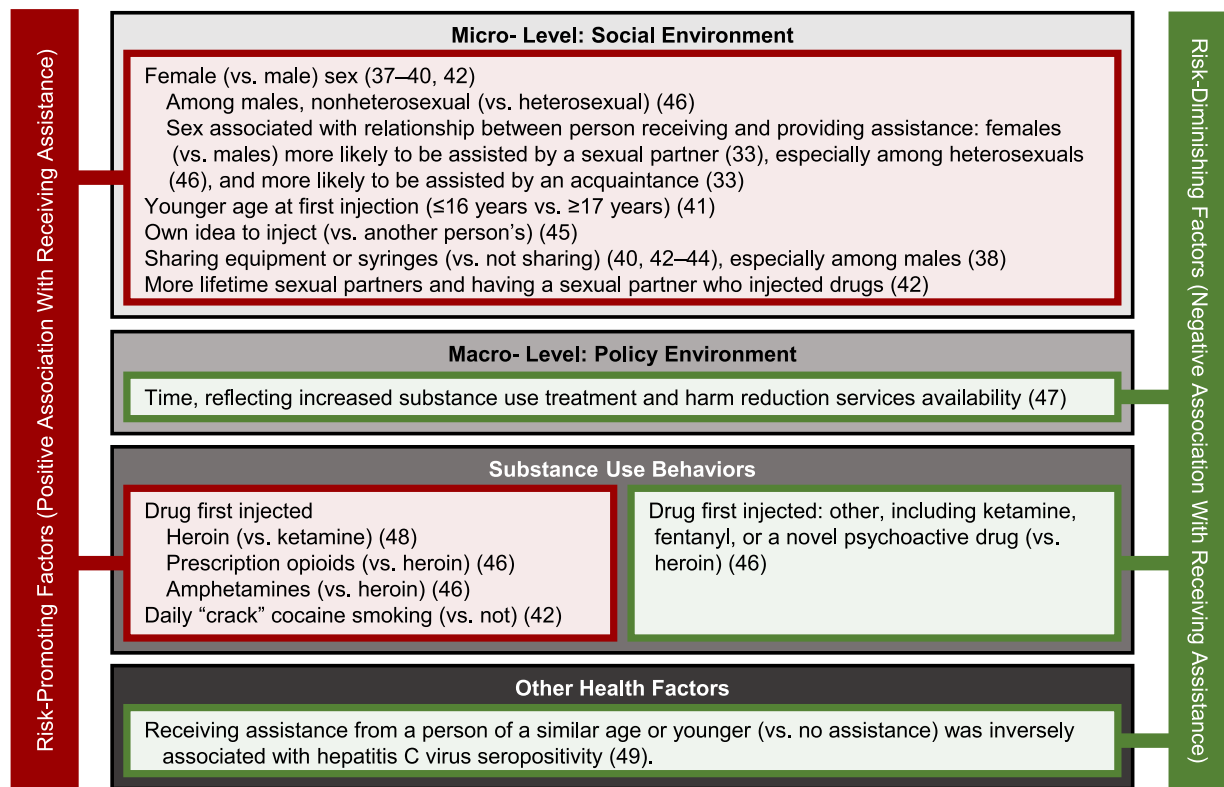 Risk-Promoting Factors (Positive Association With Receiving Assistance)
Micro- Level: Social Environment
Female (vs. male) sex (37–40, 42)
Among males, nonheterosexual (vs. heterosexual) (46)
Sex associated with relationship between person receiving and providing assistance: females
(vs. males) more likely to be assisted by a sexual partner (33), especially among heterosexuals
(46), and more likely to be assisted by an acquaintance (33)
Younger age at first injection (≤16 years vs. ≥17 years) (41)
Own idea to inject (vs. another person's) (45)
Sharing equipment or syringes (vs. not sharing) (40, 42–44), especially among males (38)
More lifetime sexual partners and having a sexual partner who injected drugs (42)
Macro- Level: Policy Environment
Time, reflecting increased substance use treatment and harm reduction services availability (47)
Substance Use Behaviors
Drug first injected
Heroin (vs. ketamine) (48)
Prescription opioids (vs. heroin) (46)
Amphetamines (vs. heroin) (46)
Daily “crack” cocaine smoking (vs. not) (42)
Drug first injected: other, including ketamine,
fentanyl, or a novel psychoactive drug (vs.
heroin) (46)
Other Health Factors
Receiving assistance from a person of a similar age or younger (vs. no assistance) was inversely
associated with hepatitis C virus seropositivity (49).
Risk-Diminishing Factors (Negative Association With Receiving Assistance)